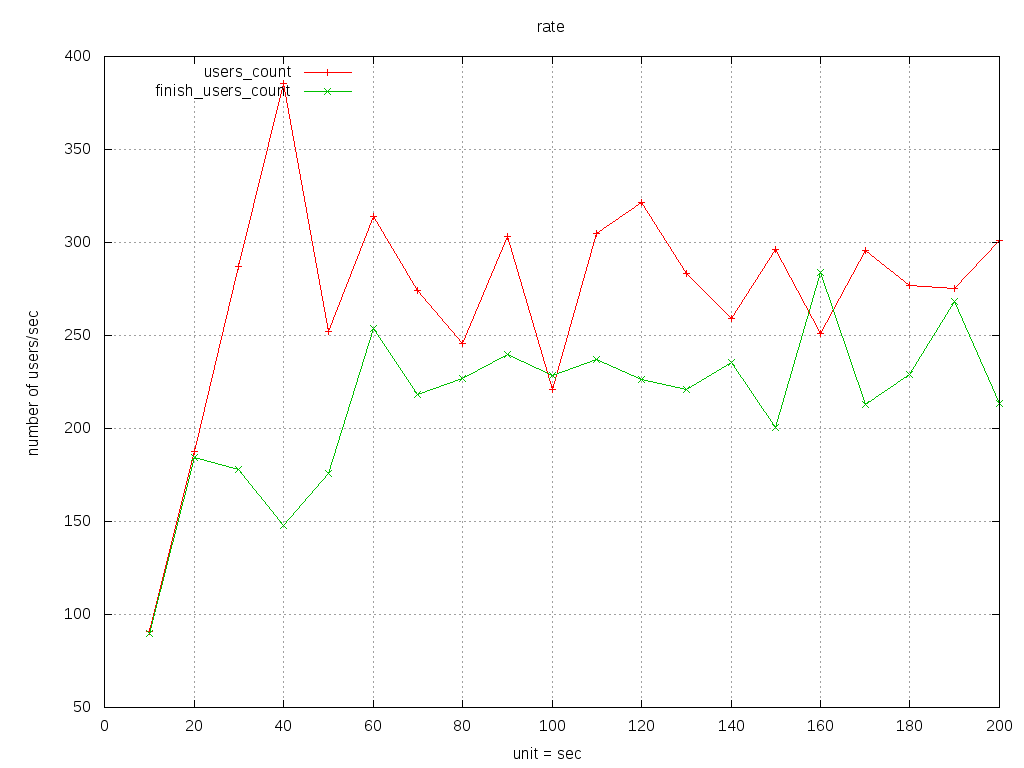 rate
400
350
300
250
200
150
100
50
users_count
finish_users_count
number of users/sec
0 20 40 60 80 100 120 140 160 180 200
unit = sec